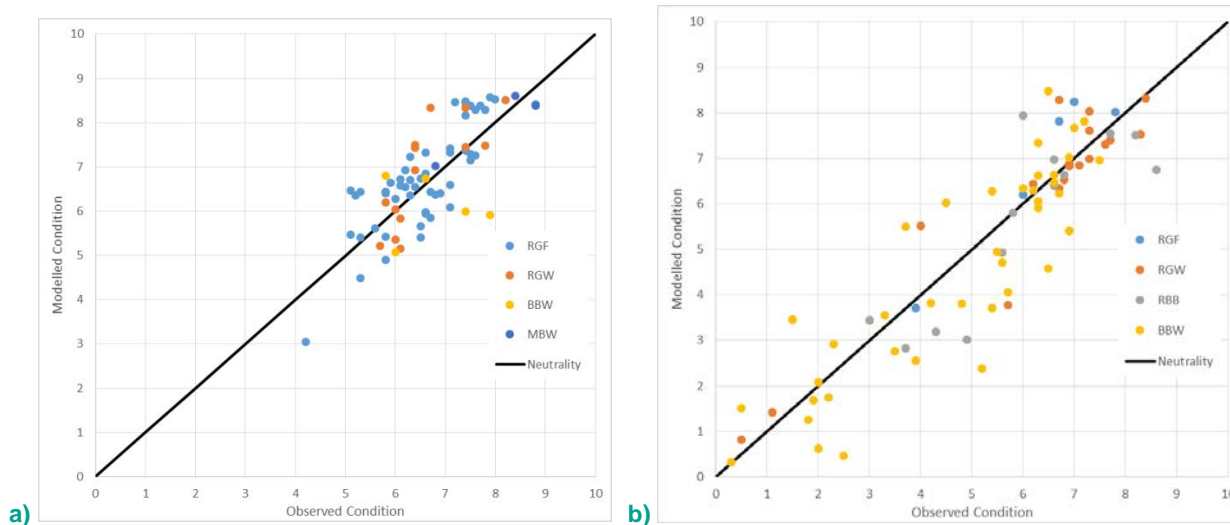 10
9
8
7
6
5
4
3
2
1
0
Modelled Condition
RGF
RGW
BBW
MBW
Neutrality
0 1 2 3 4 5 6 7 8 9 10
Observed Condition
a)
10
9
8
7
6
5
4
3
2
1
0
Modelled Condition
RGF
RGW
RBB
BBW
Neutrality
0 1 2 3 4 5 6 7 8 9 10
Observed Condition
b)